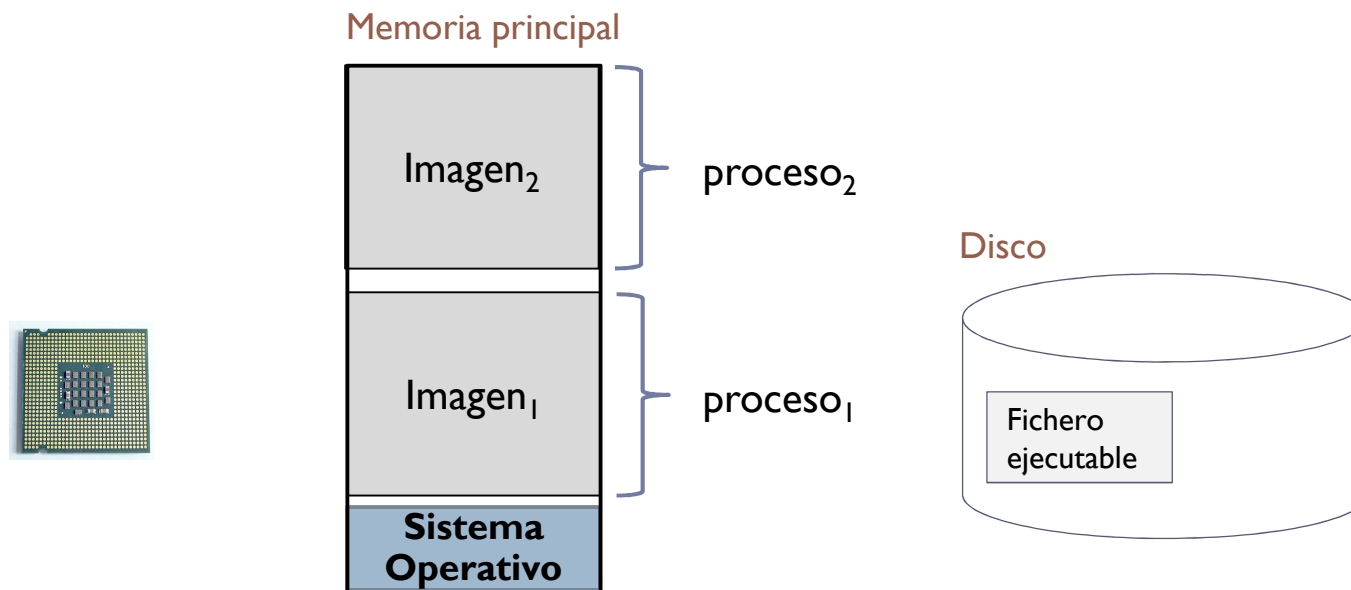 Memoria principal
Imagen₂
proceso₂
Disco
Imagen₁
proceso₁
Fichero
ejecutable
Sistema
Operativo